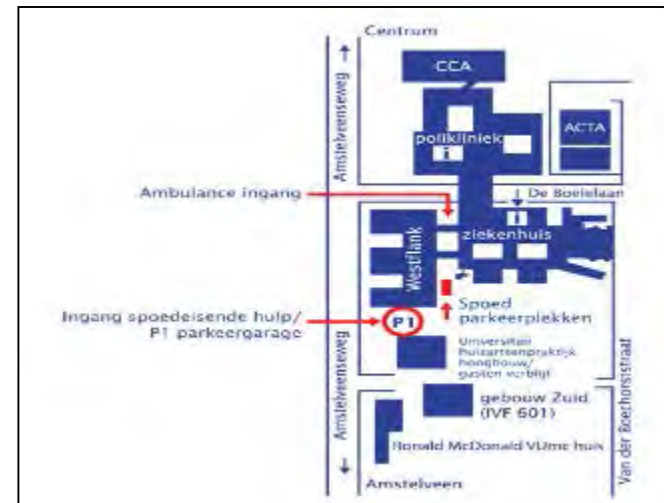 Centrum
CCA
Amstelveenseweg
polikliniek
i
ACTA
Ambulance ingang
De Boelelaan
i
ziekenhuis
Westflank
Ingang spoedeisende hulp/
P1 parkeergarage
P1
Spoed
parkeerplekken
Universitair
huisartsenpraktijk
hoogbouw/
gasten verblijf
Amstelveenseweg
gebouw Zuid
(IVF 601)
Ronald McDonald VUmc huis
Amstelveen
Van der Boechorststraat